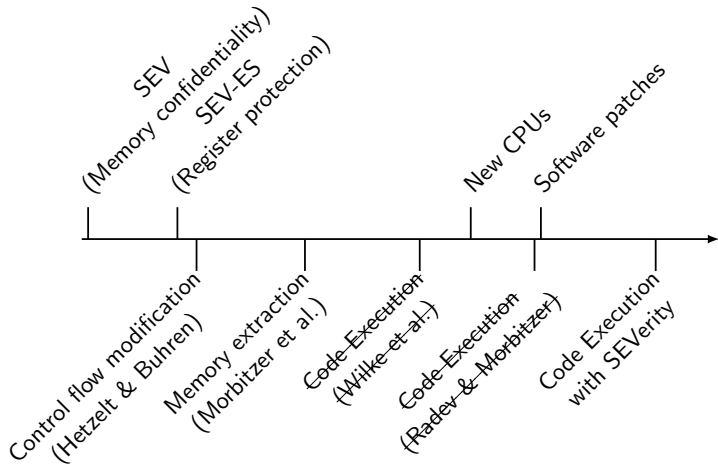 SEV
(Memory confidentiality)
SEV-ES
(Register protection)
New CPUs
Software patches
Control flow modification
(Hetzelt & Buhren)
Memory extraction
(Morbitzer et al.)
Code Execution
(Wilke et al.)
Code Execution
(Radev & Morbitzer)
Code Execution
with SEVerity